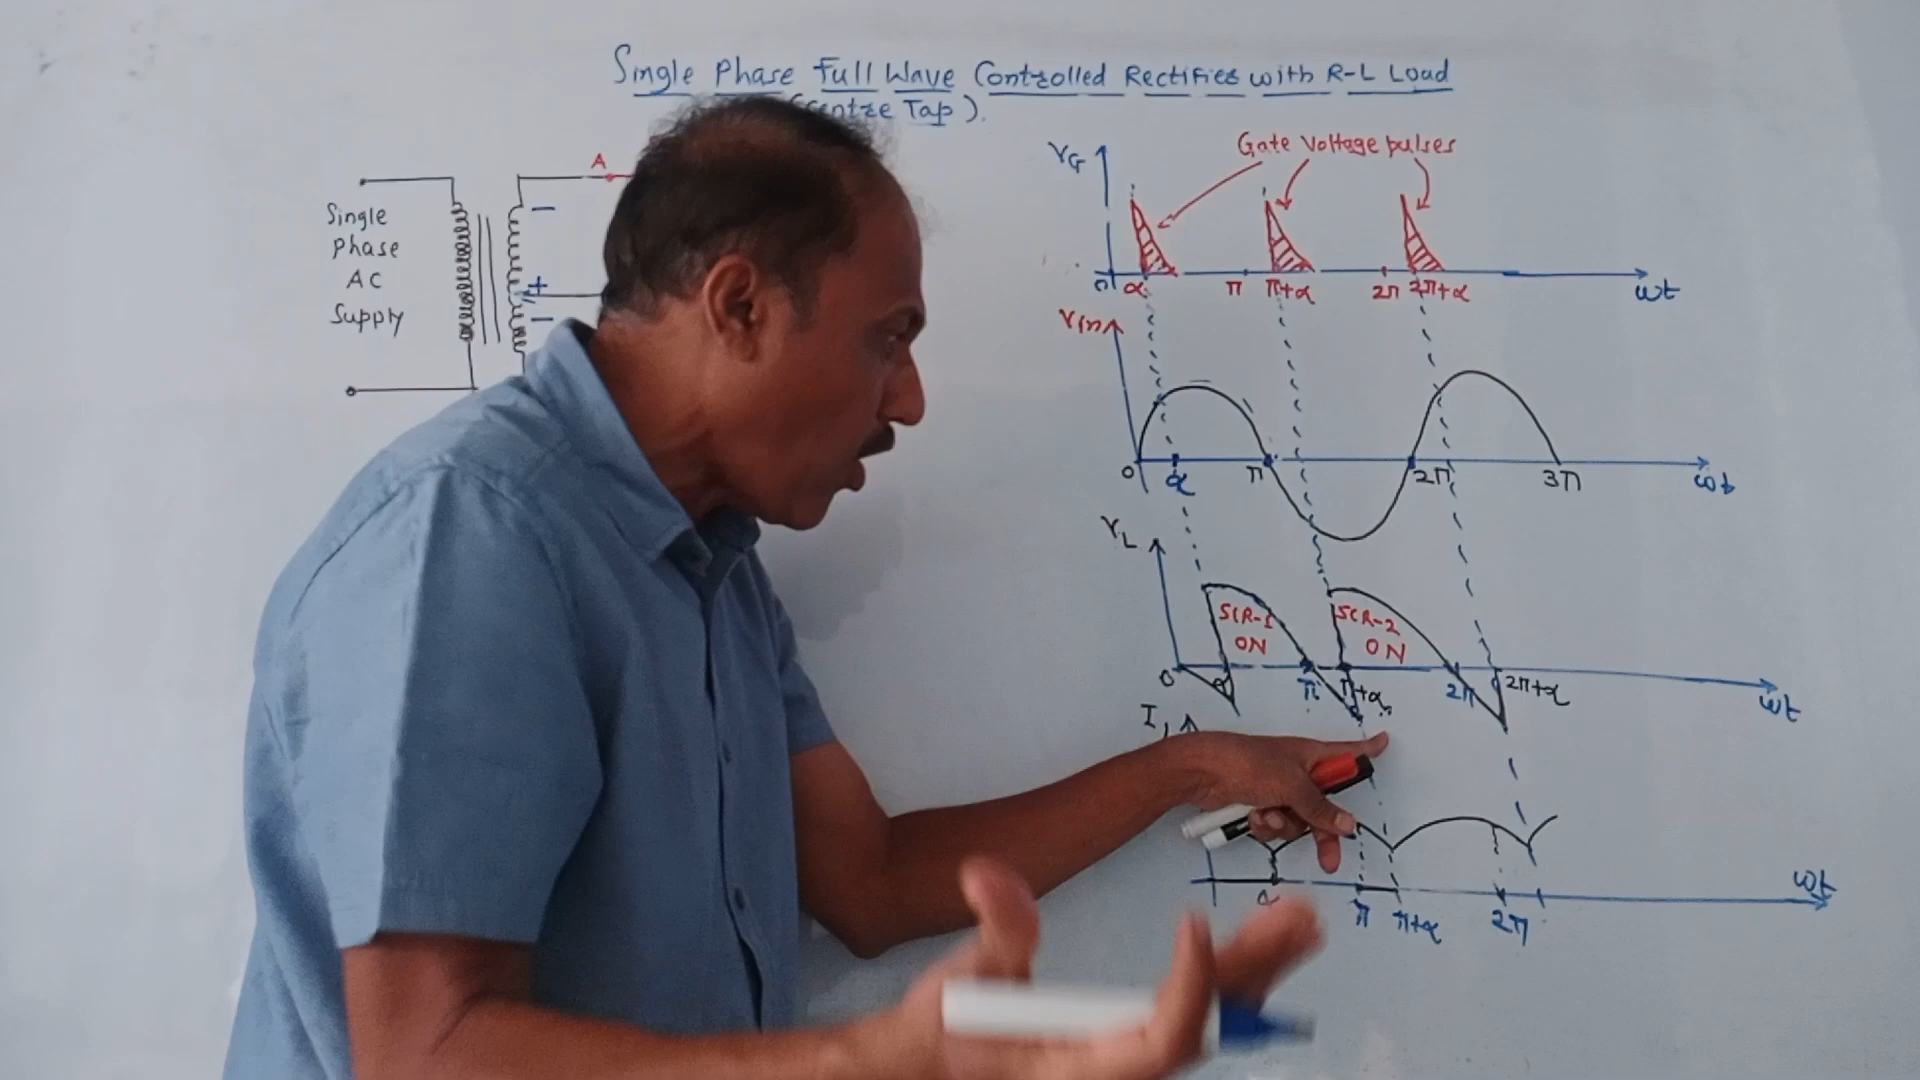 Single Phase Full Wave Controlled Rectifier with R-L Load
(Centre Tap).
A
Single
Phase
AC
Supply
−
+
−
VG
Gate Voltage pulses
0 α π π+α 2π 2π+α ωt
Vin
0 α π 2π 3π ωt
VL
SCR-1
ON
SCR-2
ON
0 α π π+α 2π 2π+α ωt
I
α π π+α 2π ωt